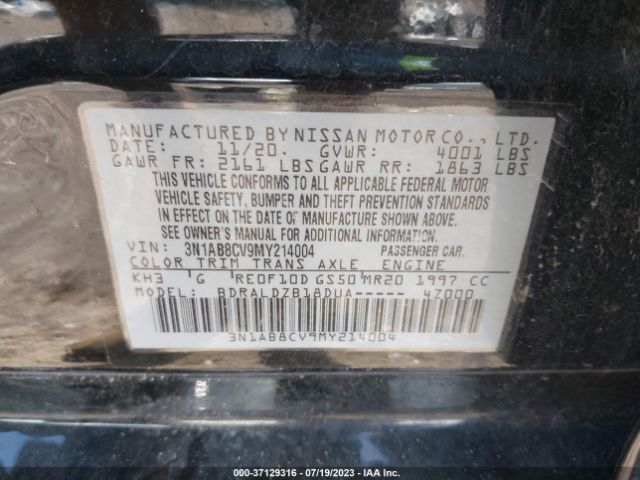 MANUFACTURED BY NISSAN MOTOR CO., LTD.
DATE: 11/20. GVWR: 4001 LBS
GAWR FR: 2161 LBS GAWR RR: 1863 LBS
THIS VEHICLE CONFORMS TO ALL APPLICABLE FEDERAL MOTOR
VEHICLE SAFETY, BUMPER AND THEFT PREVENTION STANDARDS
IN EFFECT ON THE DATE OF MANUFACTURE SHOWN ABOVE.
SEE OWNER'S MANUAL FOR ADDITIONAL INFORMATION.
VIN: 3N1AB8CV9MY214004 PASSENGER CAR.
COLOR TRIM TRANS AXLE ENGINE
KH3 G RE0F10D GS50 MR20 1997 CC
BDRALDZB18DUA----- 4Z000
3N1AB8CV9MY214004
000-37129316 - 07/19/2023 - IAA Inc.